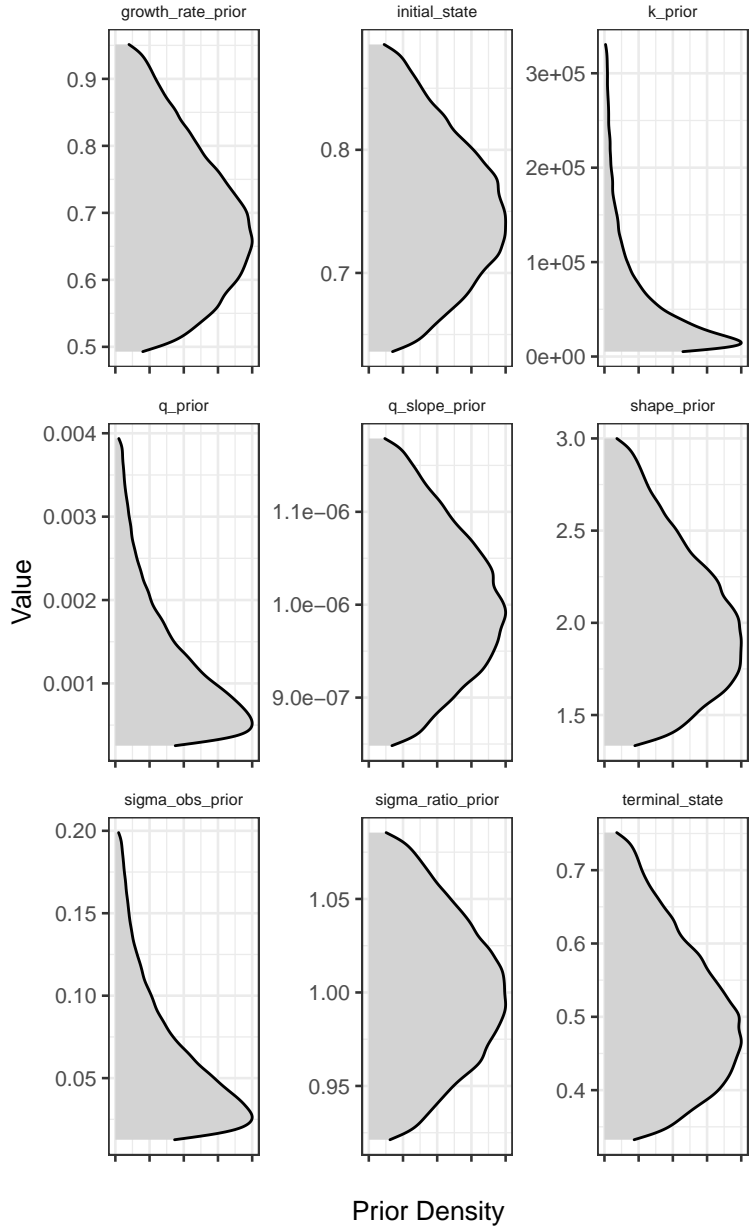 growth_rate_prior
initial_state
k_prior
0.9
0.8
0.7
0.6
0.5
0.8
0.7
3e+05
2e+05
1e+05
0e+00
q_prior
q_slope_prior
shape_prior
0.004
0.003
0.002
0.001
1.1e-06
1.0e-06
9.0e-07
3.0
2.5
2.0
1.5
Value
sigma_obs_prior
sigma_ratio_prior
terminal_state
0.20
0.15
0.10
0.05
1.05
1.00
0.95
0.7
0.6
0.5
0.4
Prior Density